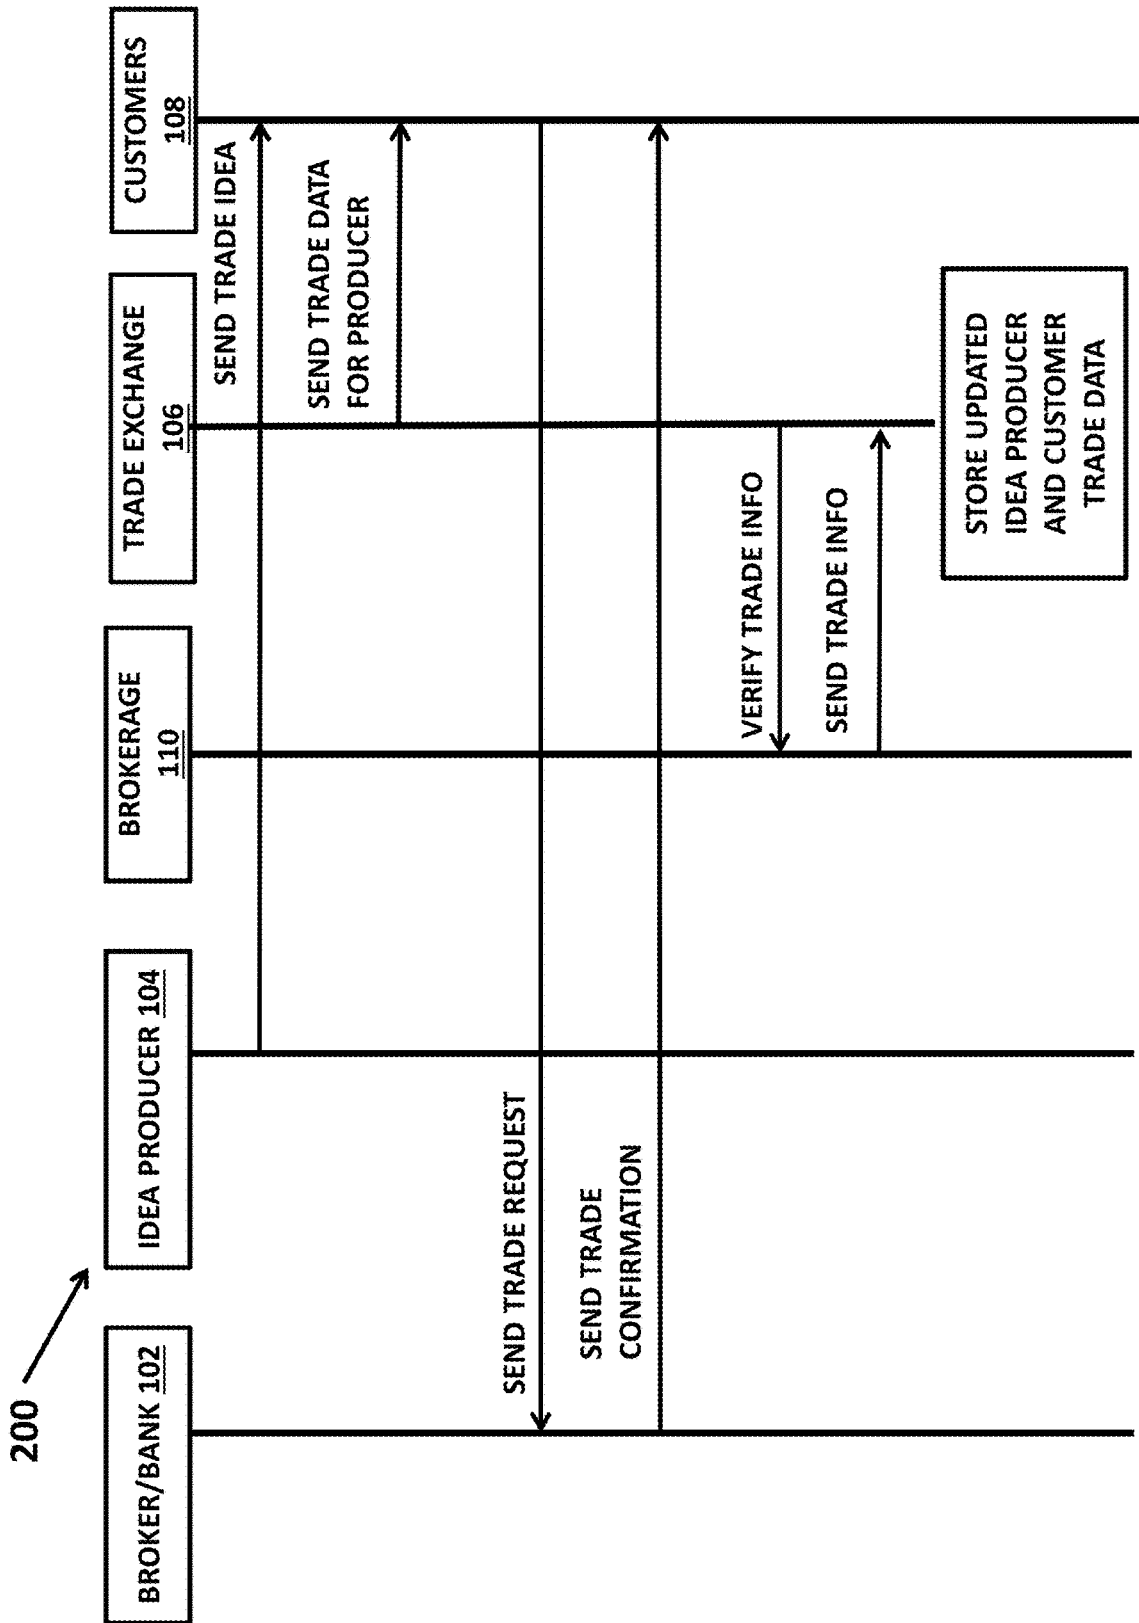 200
BROKER/BANK 102
IDEA PRODUCER 104
BROKERAGE
110
TRADE EXCHANGE
106
CUSTOMERS
108
SEND TRADE IDEA
SEND TRADE DATA
FOR PRODUCER
SEND TRADE REQUEST
SEND TRADE
CONFIRMATION
VERIFY TRADE INFO
SEND TRADE INFO
STORE UPDATED
IDEA PRODUCER
AND CUSTOMER
TRADE DATA